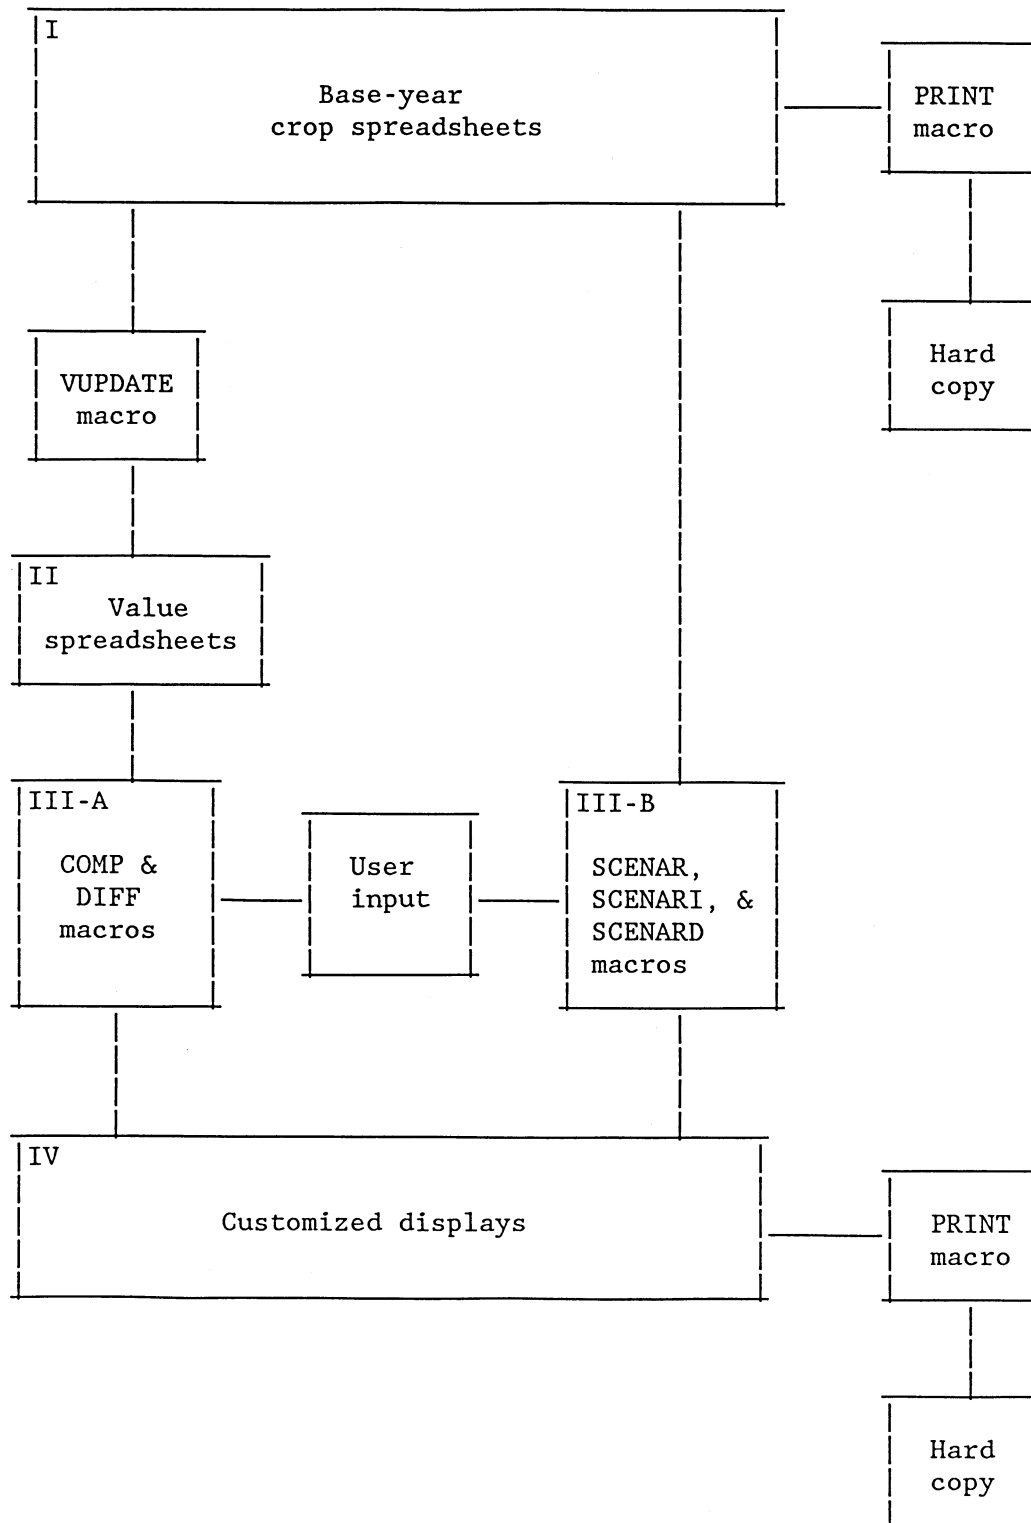 I
Base-year
crop spreadsheets
PRINT
macro
Hard
copy
VUPDATE
macro
II
Value
spreadsheets
III-A
COMP &
DIFF
macros
User
input
III-B
SCENAR,
SCENARI, &
SCENARD
macros
IV
Customized displays
PRINT
macro
Hard
copy